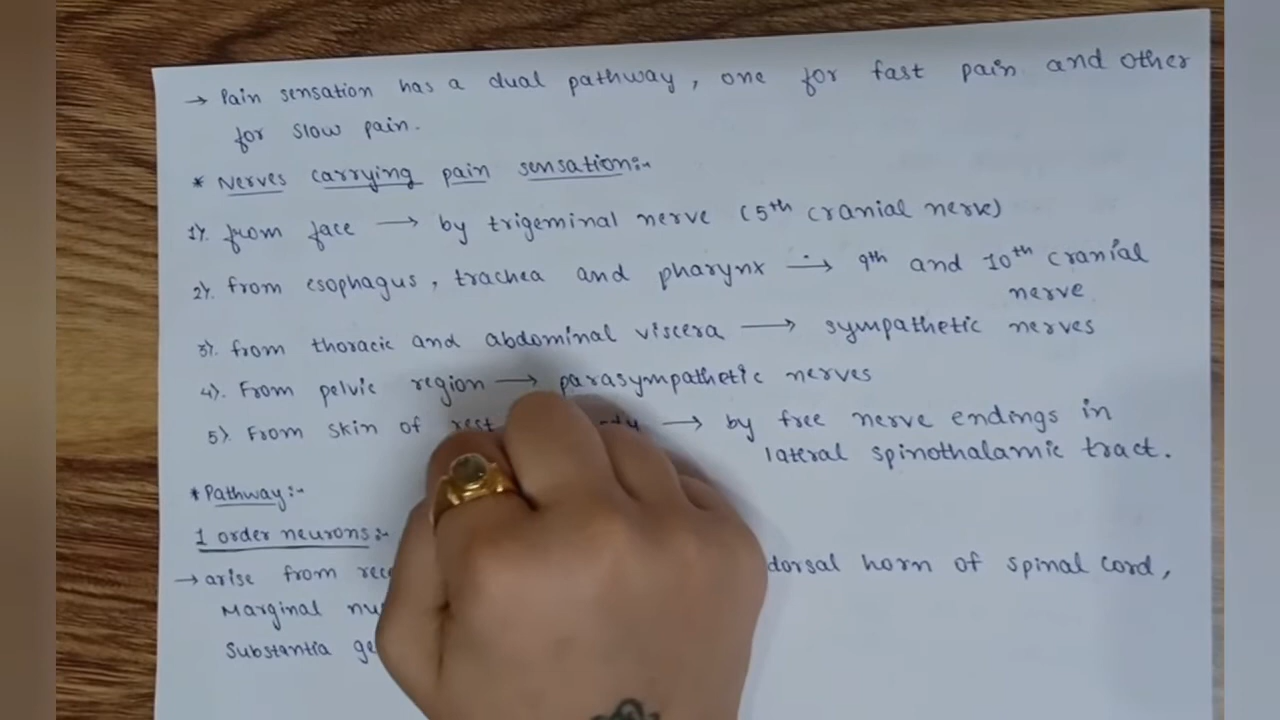 → Pain sensation has a dual pathway, one for fast pain and other
for slow pain.
* Nerves carrying pain sensation:-
1). from face → by trigeminal nerve (5th cranial nerve)
2). from esophagus, trachea and pharynx → 9th and 10th cranial
nerve
3). from thoracic and abdominal viscera → sympathetic nerves
4). From pelvic region → parasympathetic nerves
5). From skin of rest → by free nerve endings in
lateral spinothalamic tract.
* Pathway:-
1 order neurons:-
→ arise from dorsal horn of spinal cord,
Marginal
Substantia